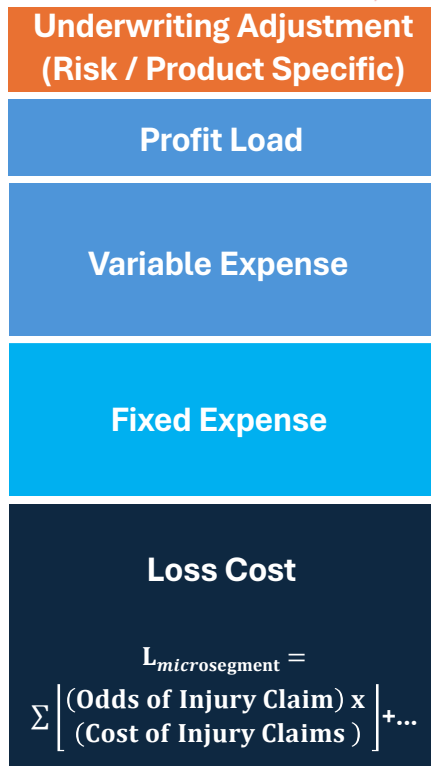 Underwriting Adjustment
(Risk / Product Specific)
Profit Load
Variable Expense
Fixed Expense
Loss Cost
L_microsegment =
∑ [(Odds of Injury Claim) x
(Cost of Injury Claims )] +...